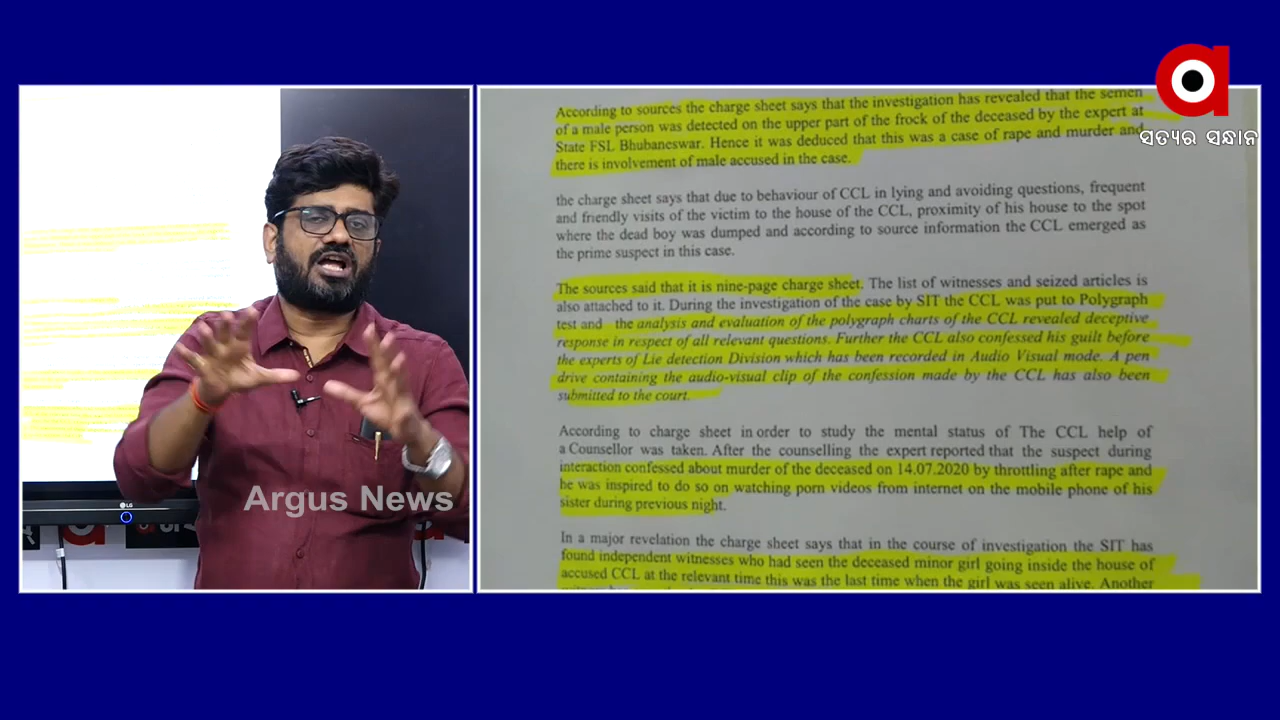 ସତ୍ୟର ସନ୍ଧାନ
According to sources the charge sheet says that the investigation has revealed that the semen
of a male person was detected on the upper part of the frock of the deceased by the expert at
State FSL Bhubaneswar. Hence it was deduced that this was a case of rape and murder and
there is involvement of male accused in the case.
the charge sheet says that due to behaviour of CCL in lying and avoiding questions, frequent
and friendly visits of the victim to the house of the CCL, proximity of his house to the spot
where the dead boy was dumped and according to source information the CCL emerged as
the prime suspect in this case.
The sources said that it is nine-page charge sheet. The list of witnesses and seized articles is
also attached to it. During the investigation of the case by SIT the CCL was put to Polygraph
test and the analysis and evaluation of the polygraph charts of the CCL revealed deceptive
response in respect of all relevant questions. Further the CCL also confessed his guilt before
the experts of Lie detection Division which has been recorded in Audio Visual mode. A pen
drive containing the audio-visual clip of the confession made by the CCL has also been
submitted to the court.
According to charge sheet in order to study the mental status of The CCL help of
a Counsellor was taken. After the counselling the expert reported that the suspect during
interaction confessed about murder of the deceased on 14.07.2020 by throttling after rape and
he was inspired to do so on watching porn videos from internet on the mobile phone of his
sister during previous night.
In a major revelation the charge sheet says that in the course of investigation the SIT has
found independent witnesses who had seen the deceased minor girl going inside the house of
accused CCL at the relevant time this was the last time when the girl was seen alive. Another
Argus News
LG